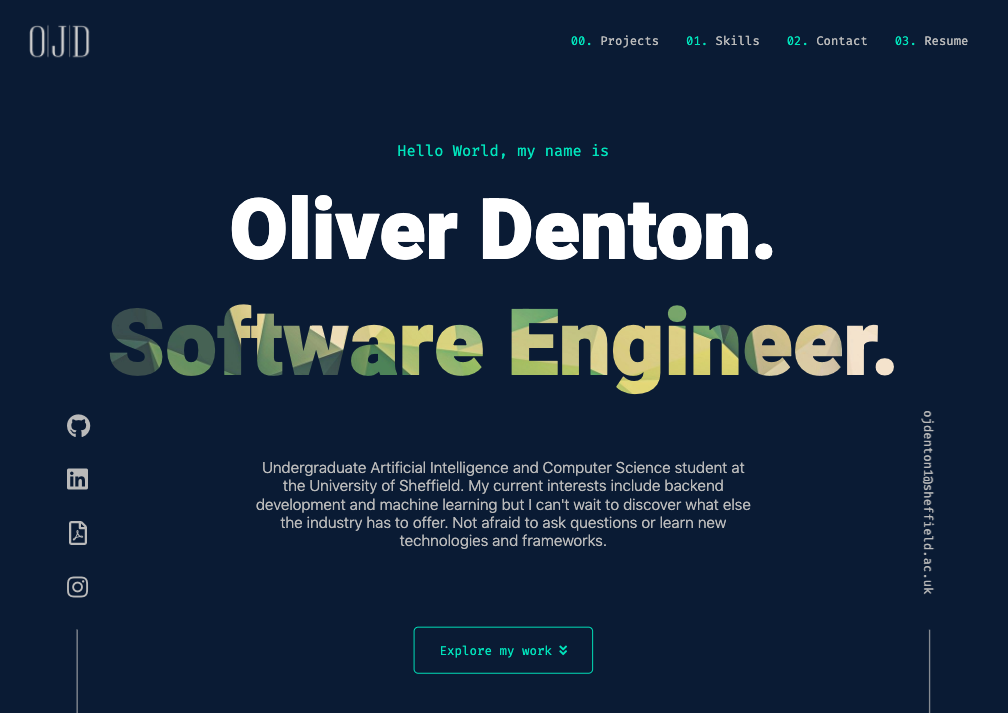 O|J|D
00. Projects 01. Skills 02. Contact 03. Resume
Hello World, my name is
Oliver Denton.
Software Engineer.
Undergraduate Artificial Intelligence and Computer Science student at
the University of Sheffield. My current interests include backend
development and machine learning but I can't wait to discover what else
the industry has to offer. Not afraid to ask questions or learn new
technologies and frameworks.
in
ojdenton1@sheffield.ac.uk
Explore my work